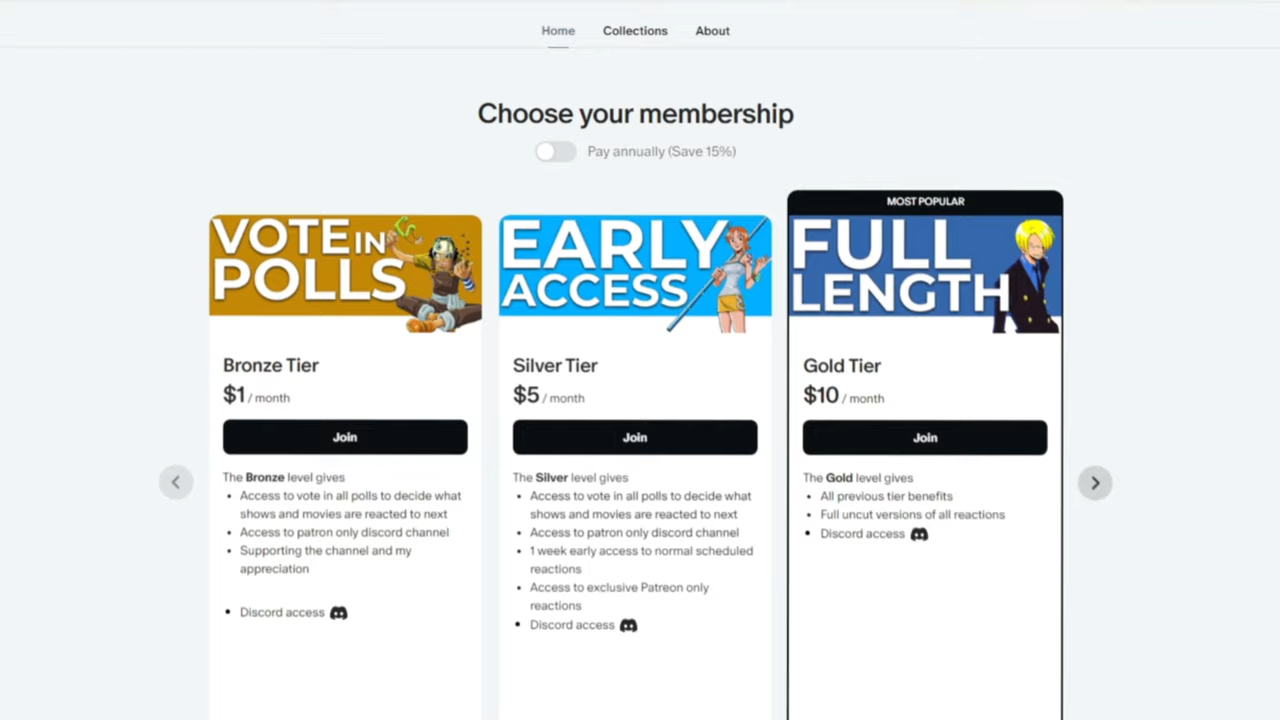 Home Collections About
Choose your membership
Pay annually (Save 15%)
VOTE IN
POLLS
Bronze Tier
$1 / month
Join
The Bronze level gives
• Access to vote in all polls to decide what
shows and movies are reacted to next
• Access to patron only discord channel
• Supporting the channel and my
appreciation
• Discord access
EARLY
ACCESS
Silver Tier
$5 / month
Join
The Silver level gives
• Access to vote in all polls to decide what
shows and movies are reacted to next
• Access to patron only discord channel
• 1 week early access to normal scheduled
reactions
• Access to exclusive Patreon only
reactions
• Discord access
MOST POPULAR
FULL
LENGTH
Gold Tier
$10 / month
Join
The Gold level gives
• All previous tier benefits
• Full uncut versions of all reactions
• Discord access